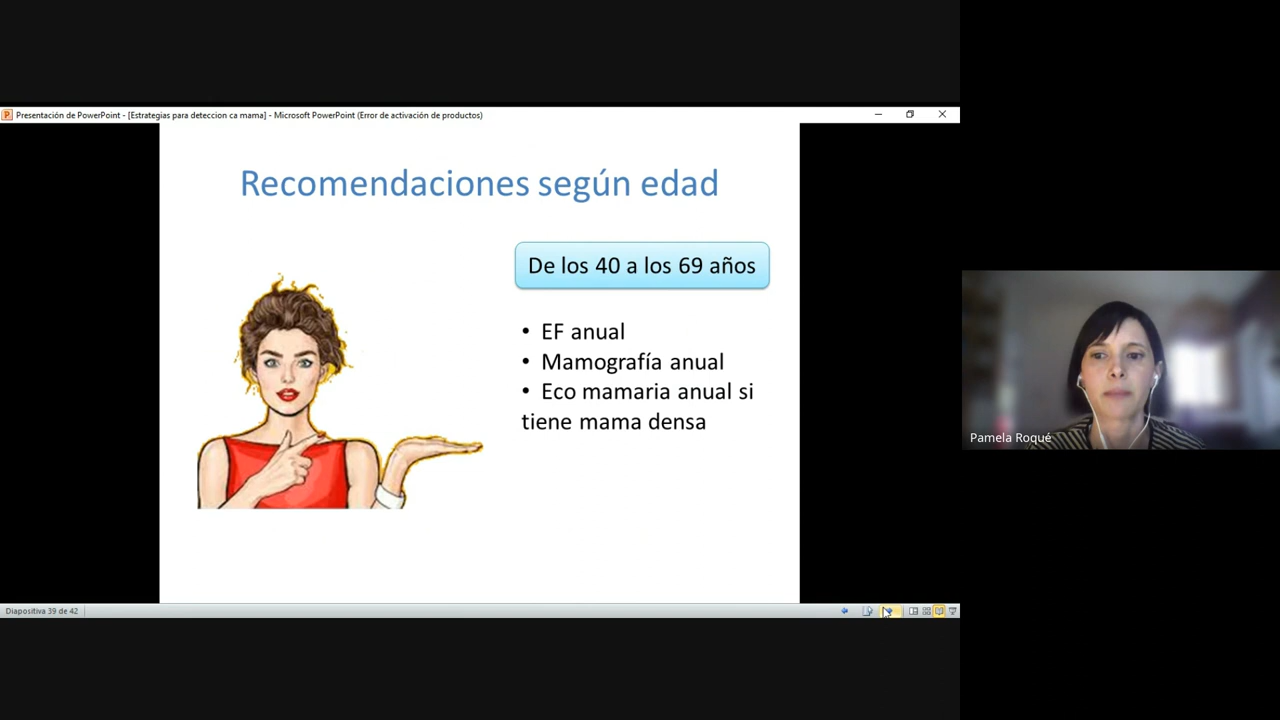 Presentación de PowerPoint - [Estrategias para deteccion ca mama] - Microsoft PowerPoint (Error de activación de productos)
Recomendaciones según edad
De los 40 a los 69 años
• EF anual
• Mamografía anual
• Eco mamaria anual si
tiene mama densa
Pamela Roqué
Diapositiva 39 de 42